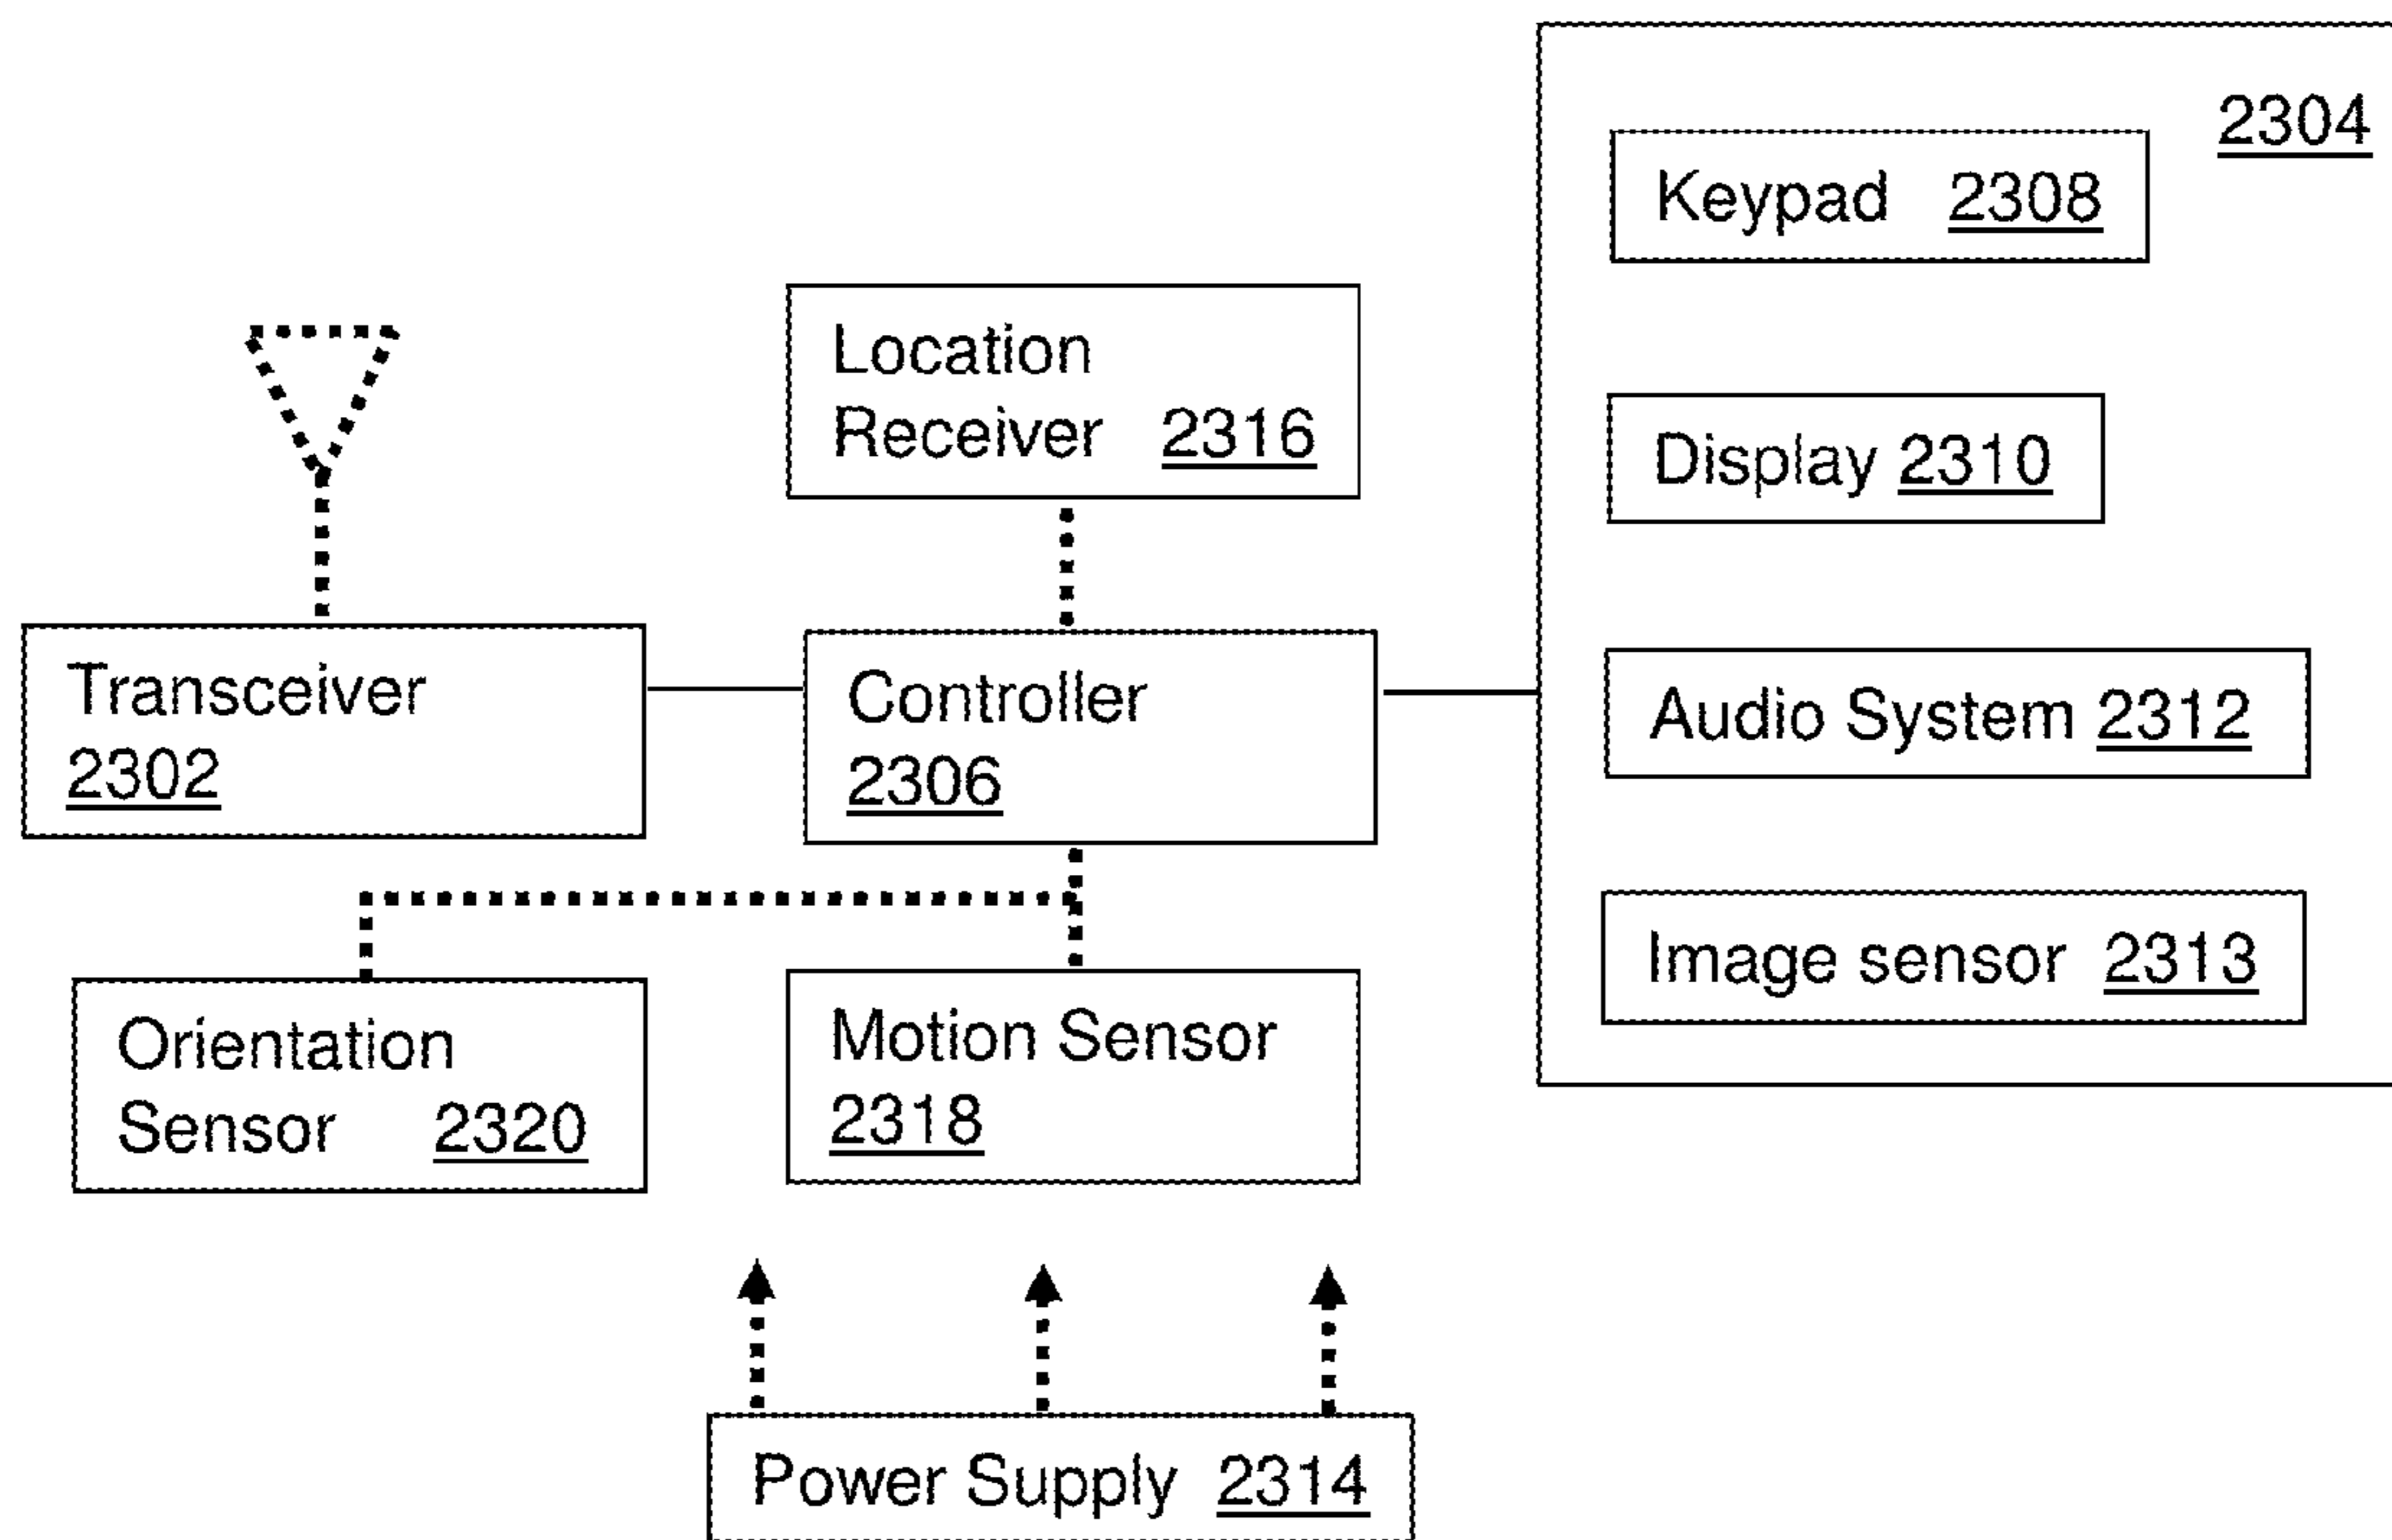 2304
Keypad 2308
Location
Receiver 2316
Display 2310
Transceiver
2302
Controller
2306
Audio System 2312
Image sensor 2313
Orientation
Sensor 2320
Motion Sensor
2318
Power Supply 2314